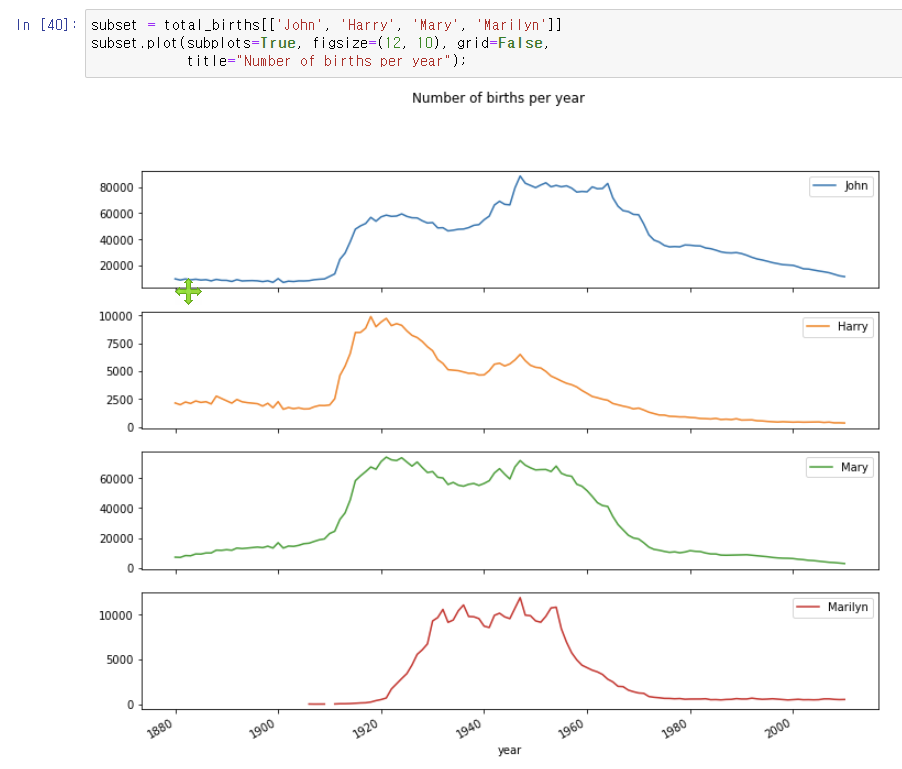 In [40]: subset = total_births[['John', 'Harry', 'Mary', 'Marilyn']]
subset.plot(subplots=True, figsize=(12, 10), grid=False,
title="Number of births per year");
Number of births per year
80000
60000
40000
20000
John
10000
7500
5000
2500
0
Harry
60000
40000
20000
0
Mary
10000
5000
0
Marilyn
1880 1900 1920 1940 1960 1980 2000
year